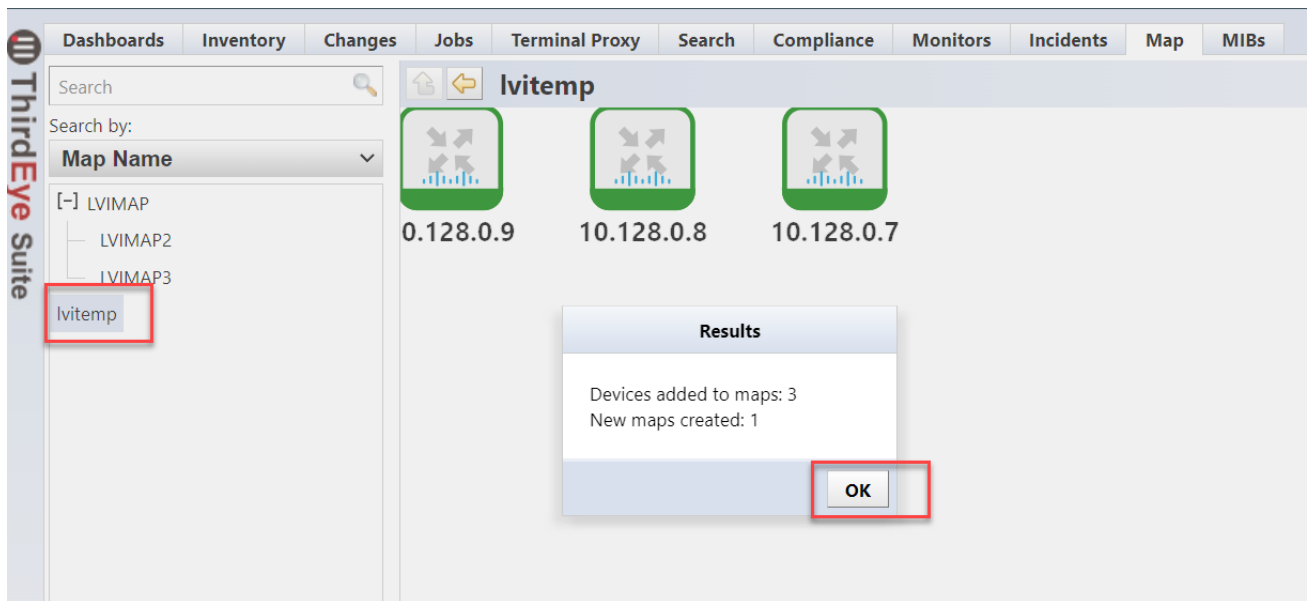 Dashboards Inventory Changes Jobs Terminal Proxy Search Compliance Monitors Incidents Map MIBs
ThirdEye Suite
Search
lvitemp
Search by:
Map Name
[-] LVIMAP
LVIMAP2
LVIMAP3
lvitemp
0.128.0.9 10.128.0.8 10.128.0.7
Results
Devices added to maps: 3
New maps created: 1
OK